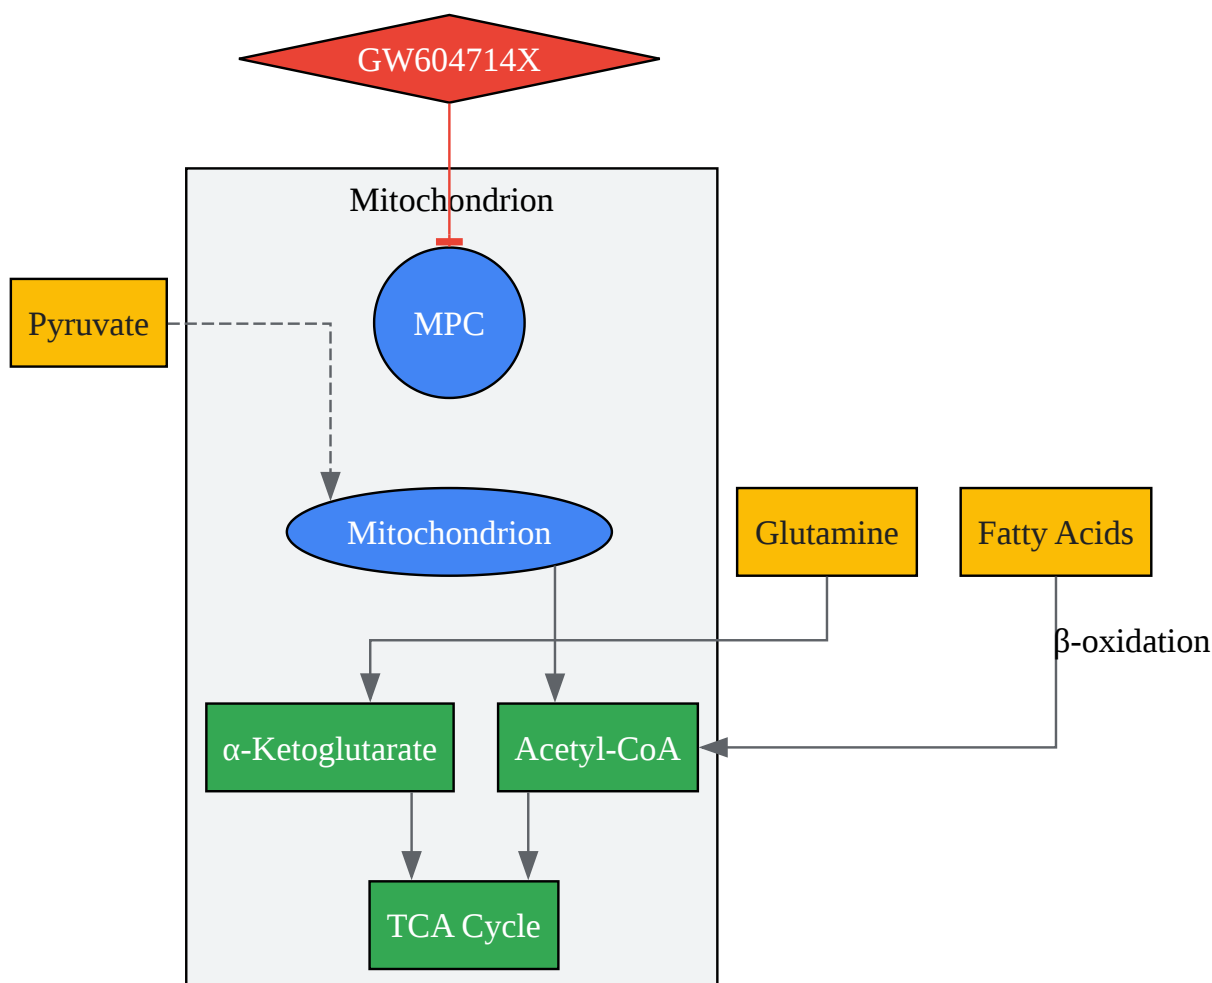 GW604714X
Mitochondrion
Pyruvate
MPC
Mitochondrion
Glutamine
Fatty Acids
β-oxidation
α-Ketoglutarate
Acetyl-CoA
TCA Cycle